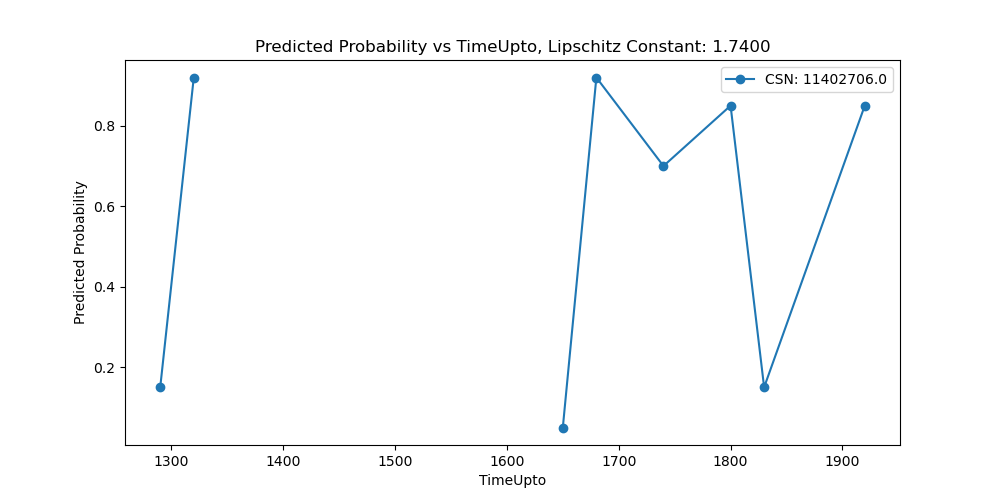 Predicted Probability vs TimeUpto, Lipschitz Constant: 1.7400
CSN: 11402706.0
Predicted Probability
0.8
0.6
0.4
0.2
1300 1400 1500 1600 1700 1800 1900
TimeUpto